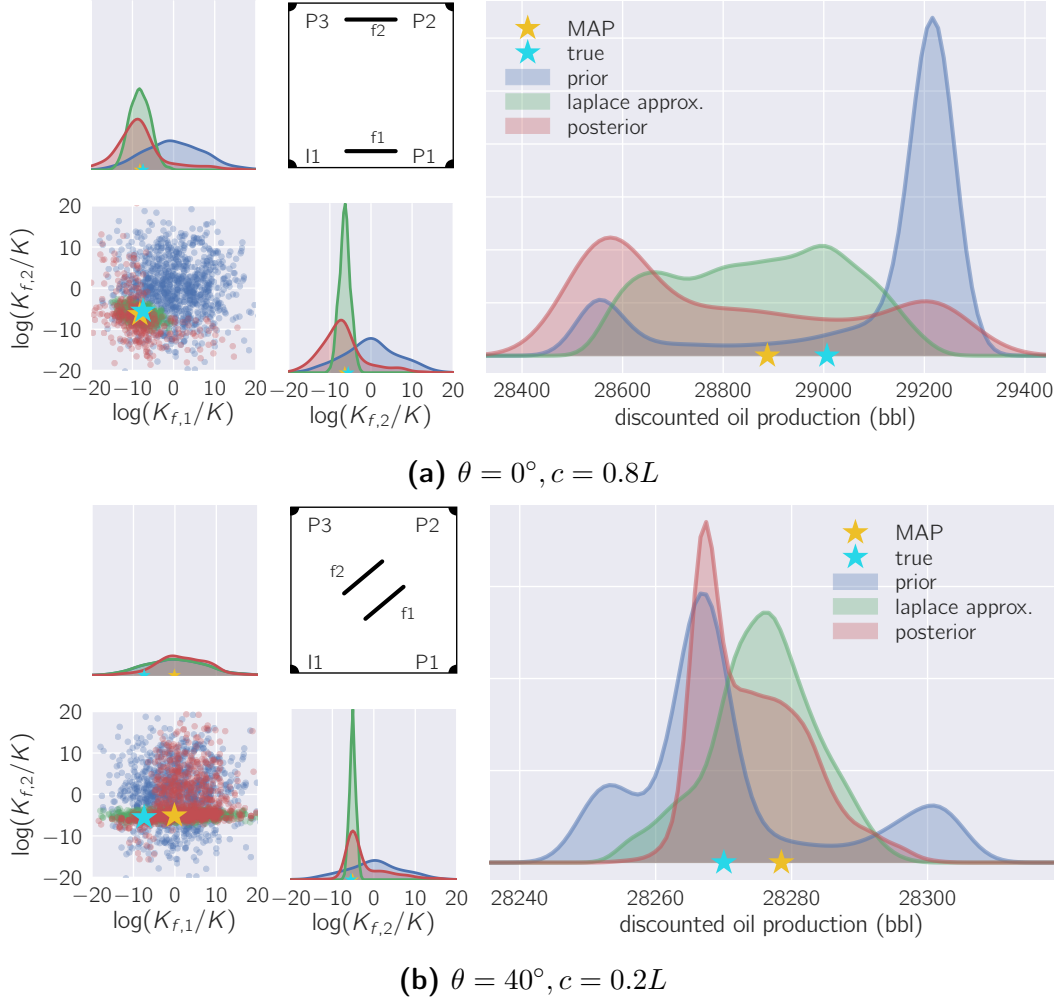 P3 P2
f2
f1
I1 P1
MAP
true
prior
laplace approx.
posterior
20
10
0
−10
−20
log(K_{f,2}/K)
−20 −10 0 10 20
log(K_{f,1}/K)
−20 −10 0 10 20
log(K_{f,2}/K)
28400 28600 28800 29000 29200 29400
discounted oil production (bbl)
(a) θ = 0°, c = 0.8L
P3 P2
f2
f1
I1 P1
MAP
true
prior
laplace approx.
posterior
20
10
0
−10
−20
log(K_{f,2}/K)
−20 −10 0 10 20
log(K_{f,1}/K)
−20 −10 0 10 20
log(K_{f,2}/K)
28240 28260 28280 28300
discounted oil production (bbl)
(b) θ = 40°, c = 0.2L